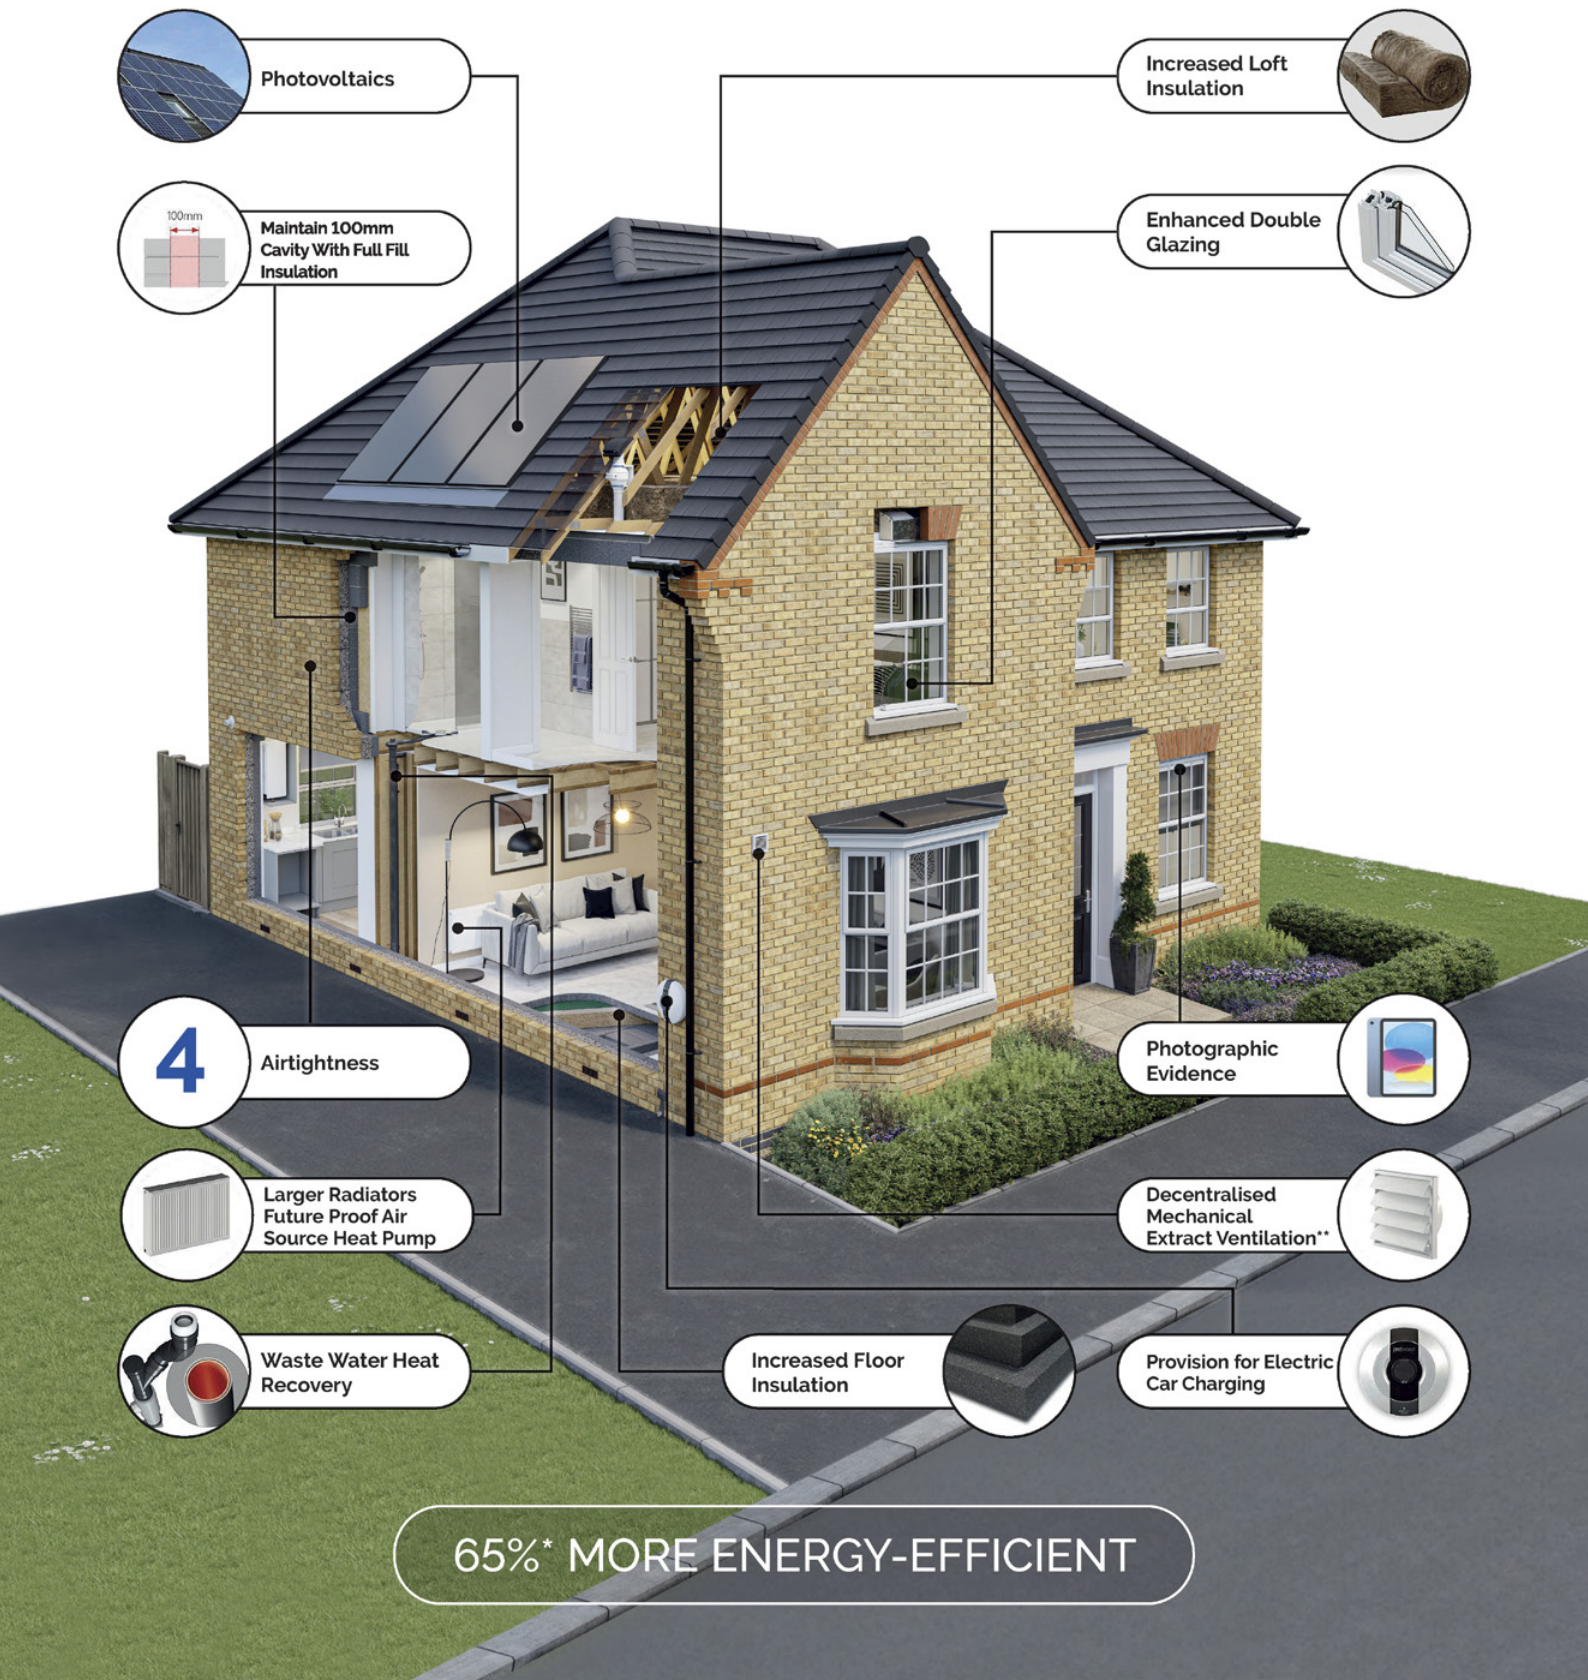 Photovoltaics
Increased Loft
Insulation
100mm
Maintain 100mm
Cavity With Full Fill
Insulation
Enhanced Double
Glazing
4
Airtightness
Photographic
Evidence
Larger Radiators
Future Proof Air
Source Heat Pump
Decentralised
Mechanical
Extract Ventilation**
Waste Water Heat
Recovery
Increased Floor
Insulation
Provision for Electric
Car Charging
65%* MORE ENERGY-EFFICIENT